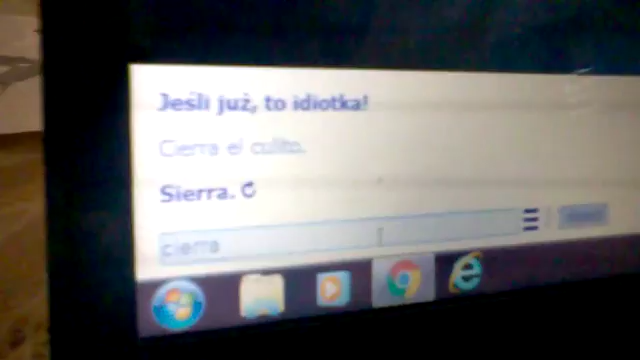 Jeśli już, to idiotka!
Cierra el culito.
Sierra.
cierra